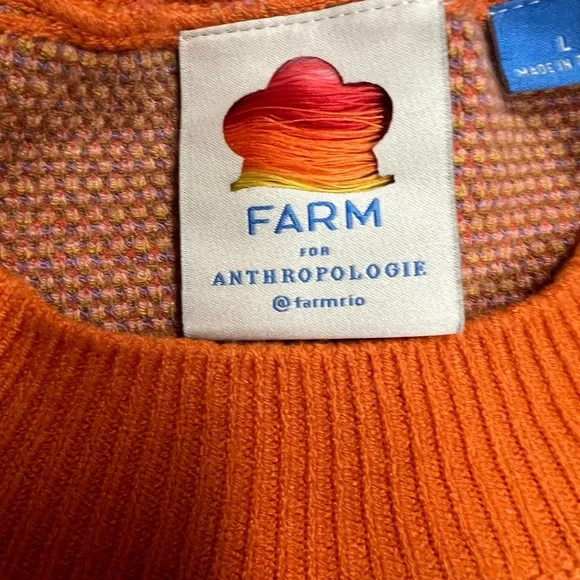 FARM
FOR
ANTHROPOLOGIE
@farmrio
L
MADE IN